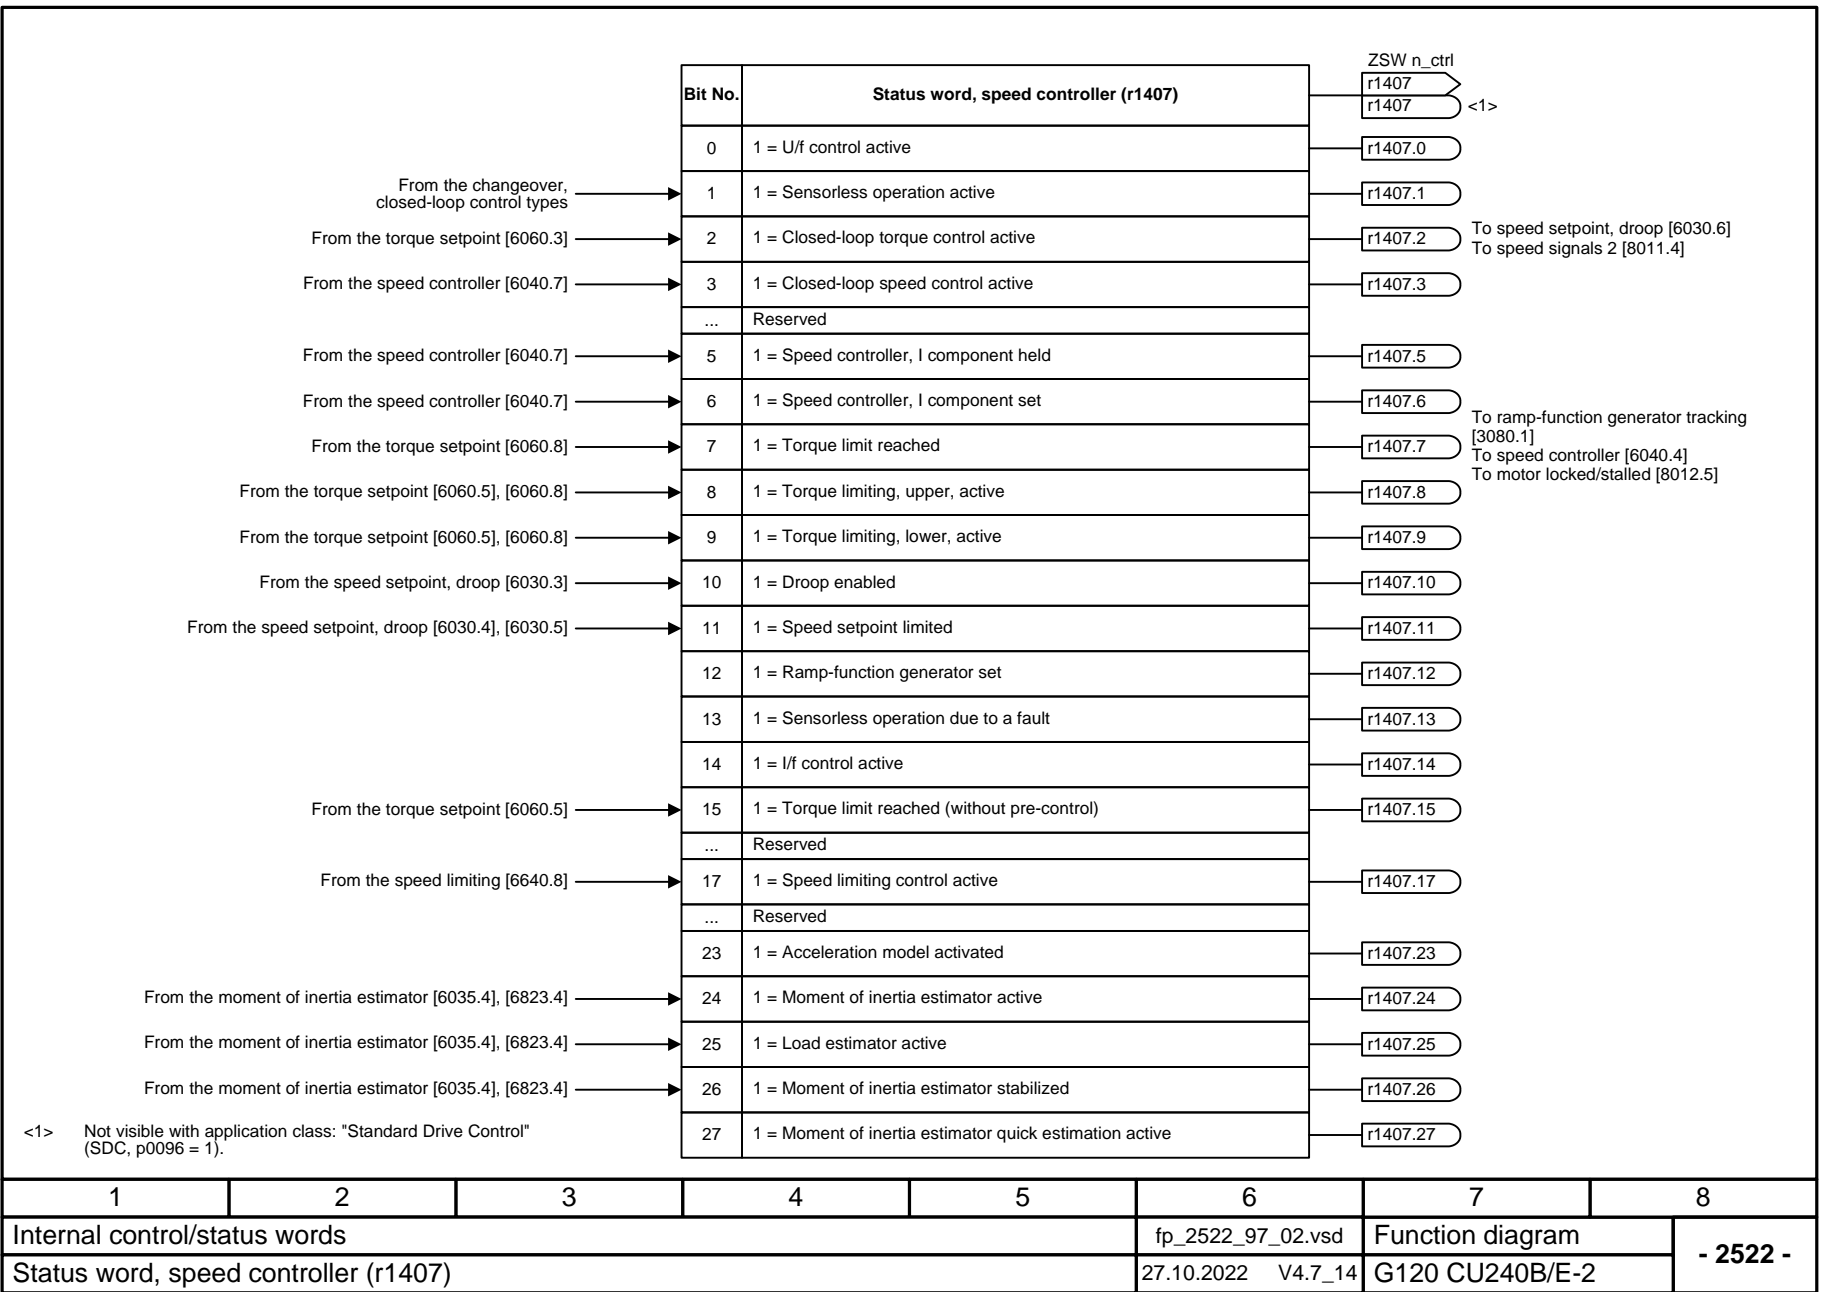 ZSW n_ctrl
Bit No. Status word, speed controller (r1407) r1407
r1407 <1>
0 1 = U/f control active r1407.0
From the changeover,
closed-loop control types
1 1 = Sensorless operation active r1407.1
From the torque setpoint [6060.3] 2 1 = Closed-loop torque control active r1407.2
To speed setpoint, droop [6030.6]
To speed signals 2 [8011.4]
From the speed controller [6040.7] 3 1 = Closed-loop speed control active r1407.3
... Reserved
From the speed controller [6040.7] 5 1 = Speed controller, I component held r1407.5
From the speed controller [6040.7] 6 1 = Speed controller, I component set r1407.6
From the torque setpoint [6060.8] 7 1 = Torque limit reached r1407.7
To ramp-function generator tracking
[3080.1]
To speed controller [6040.4]
To motor locked/stalled [8012.5]
From the torque setpoint [6060.5], [6060.8] 8 1 = Torque limiting, upper, active r1407.8
From the torque setpoint [6060.5], [6060.8] 9 1 = Torque limiting, lower, active r1407.9
From the speed setpoint, droop [6030.3] 10 1 = Droop enabled r1407.10
From the speed setpoint, droop [6030.4], [6030.5] 11 1 = Speed setpoint limited r1407.11
12 1 = Ramp-function generator set r1407.12
13 1 = Sensorless operation due to a fault r1407.13
14 1 = I/f control active r1407.14
From the torque setpoint [6060.5] 15 1 = Torque limit reached (without pre-control) r1407.15
... Reserved
From the speed limiting [6640.8] 17 1 = Speed limiting control active r1407.17
... Reserved
23 1 = Acceleration model activated r1407.23
From the moment of inertia estimator [6035.4], [6823.4] 24 1 = Moment of inertia estimator active r1407.24
From the moment of inertia estimator [6035.4], [6823.4] 25 1 = Load estimator active r1407.25
From the moment of inertia estimator [6035.4], [6823.4] 26 1 = Moment of inertia estimator stabilized r1407.26
27 1 = Moment of inertia estimator quick estimation active r1407.27
<1> Not visible with application class: "Standard Drive Control"
(SDC, p0096 = 1).
1 2 3 4 5 6 7 8
Internal control/status words fp_2522_97_02.vsd Function diagram - 2522 -
Status word, speed controller (r1407) 27.10.2022 V4.7_14 G120 CU240B/E-2